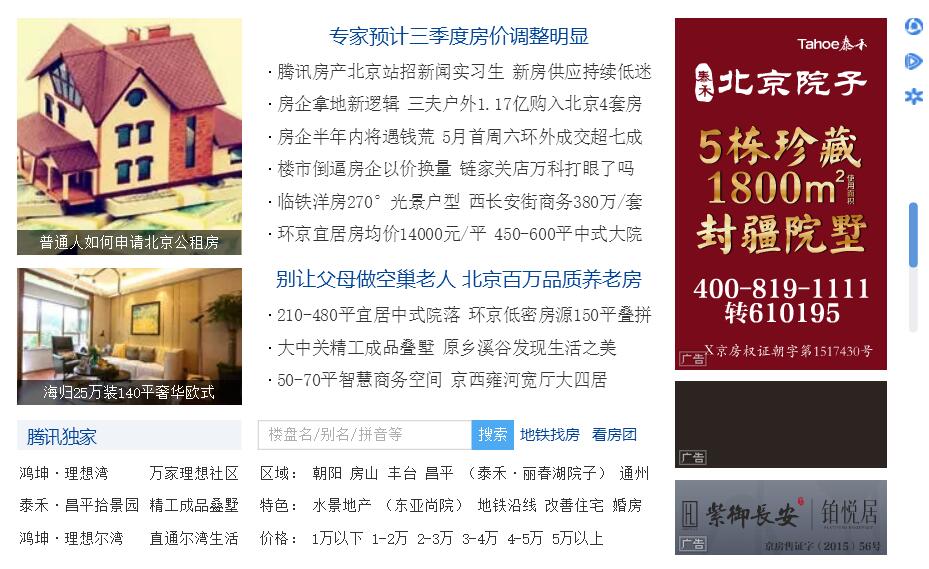 普通人如何申请北京公租房
海归25万装140平奢华欧式
腾讯独家
鸿坤·理想湾 万家理想社区
泰禾·昌平拾景园 精工成品叠墅
鸿坤·理想尔湾 直通尔湾生活
专家预计三季度房价调整明显
·腾讯房产北京站招新闻实习生 新房供应持续低迷
·房企拿地新逻辑 三夫户外1.17亿购入北京4套房
·房企半年内将遇钱荒 5月首周六环外成交超七成
·楼市倒逼房企以价换量 链家关店万科打眼了吗
·临铁洋房270°光景户型 西长安街商务380万/套
·环京宜居房均价14000元/平 450-600平中式大院
别让父母做空巢老人 北京百万品质养老房
·210-480平宜居中式院落 环京低密房源150平叠拼
·大中关精工成品叠墅 原乡溪谷发现生活之美
·50-70平智慧商务空间 京西雍河宽厅大四居
楼盘名/别名/拼音等 搜索 地铁找房 看房团
区域： 朝阳 房山 丰台 昌平 （泰禾·丽春湖院子） 通州
特色： 水景地产 （东亚尚院） 地铁沿线 改善住宅 婚房
价格： 1万以下 1-2万 2-3万 3-4万 4-5万 5万以上
Tahoe泰禾
泰禾 北京院子
5栋珍藏
1800m² 使用面积
封疆院墅
400-819-1111
转610195
X京房权证朝字第1517430号
广告
广告
紫御长安 铂悦居
广告
京房售证字（2015）56号